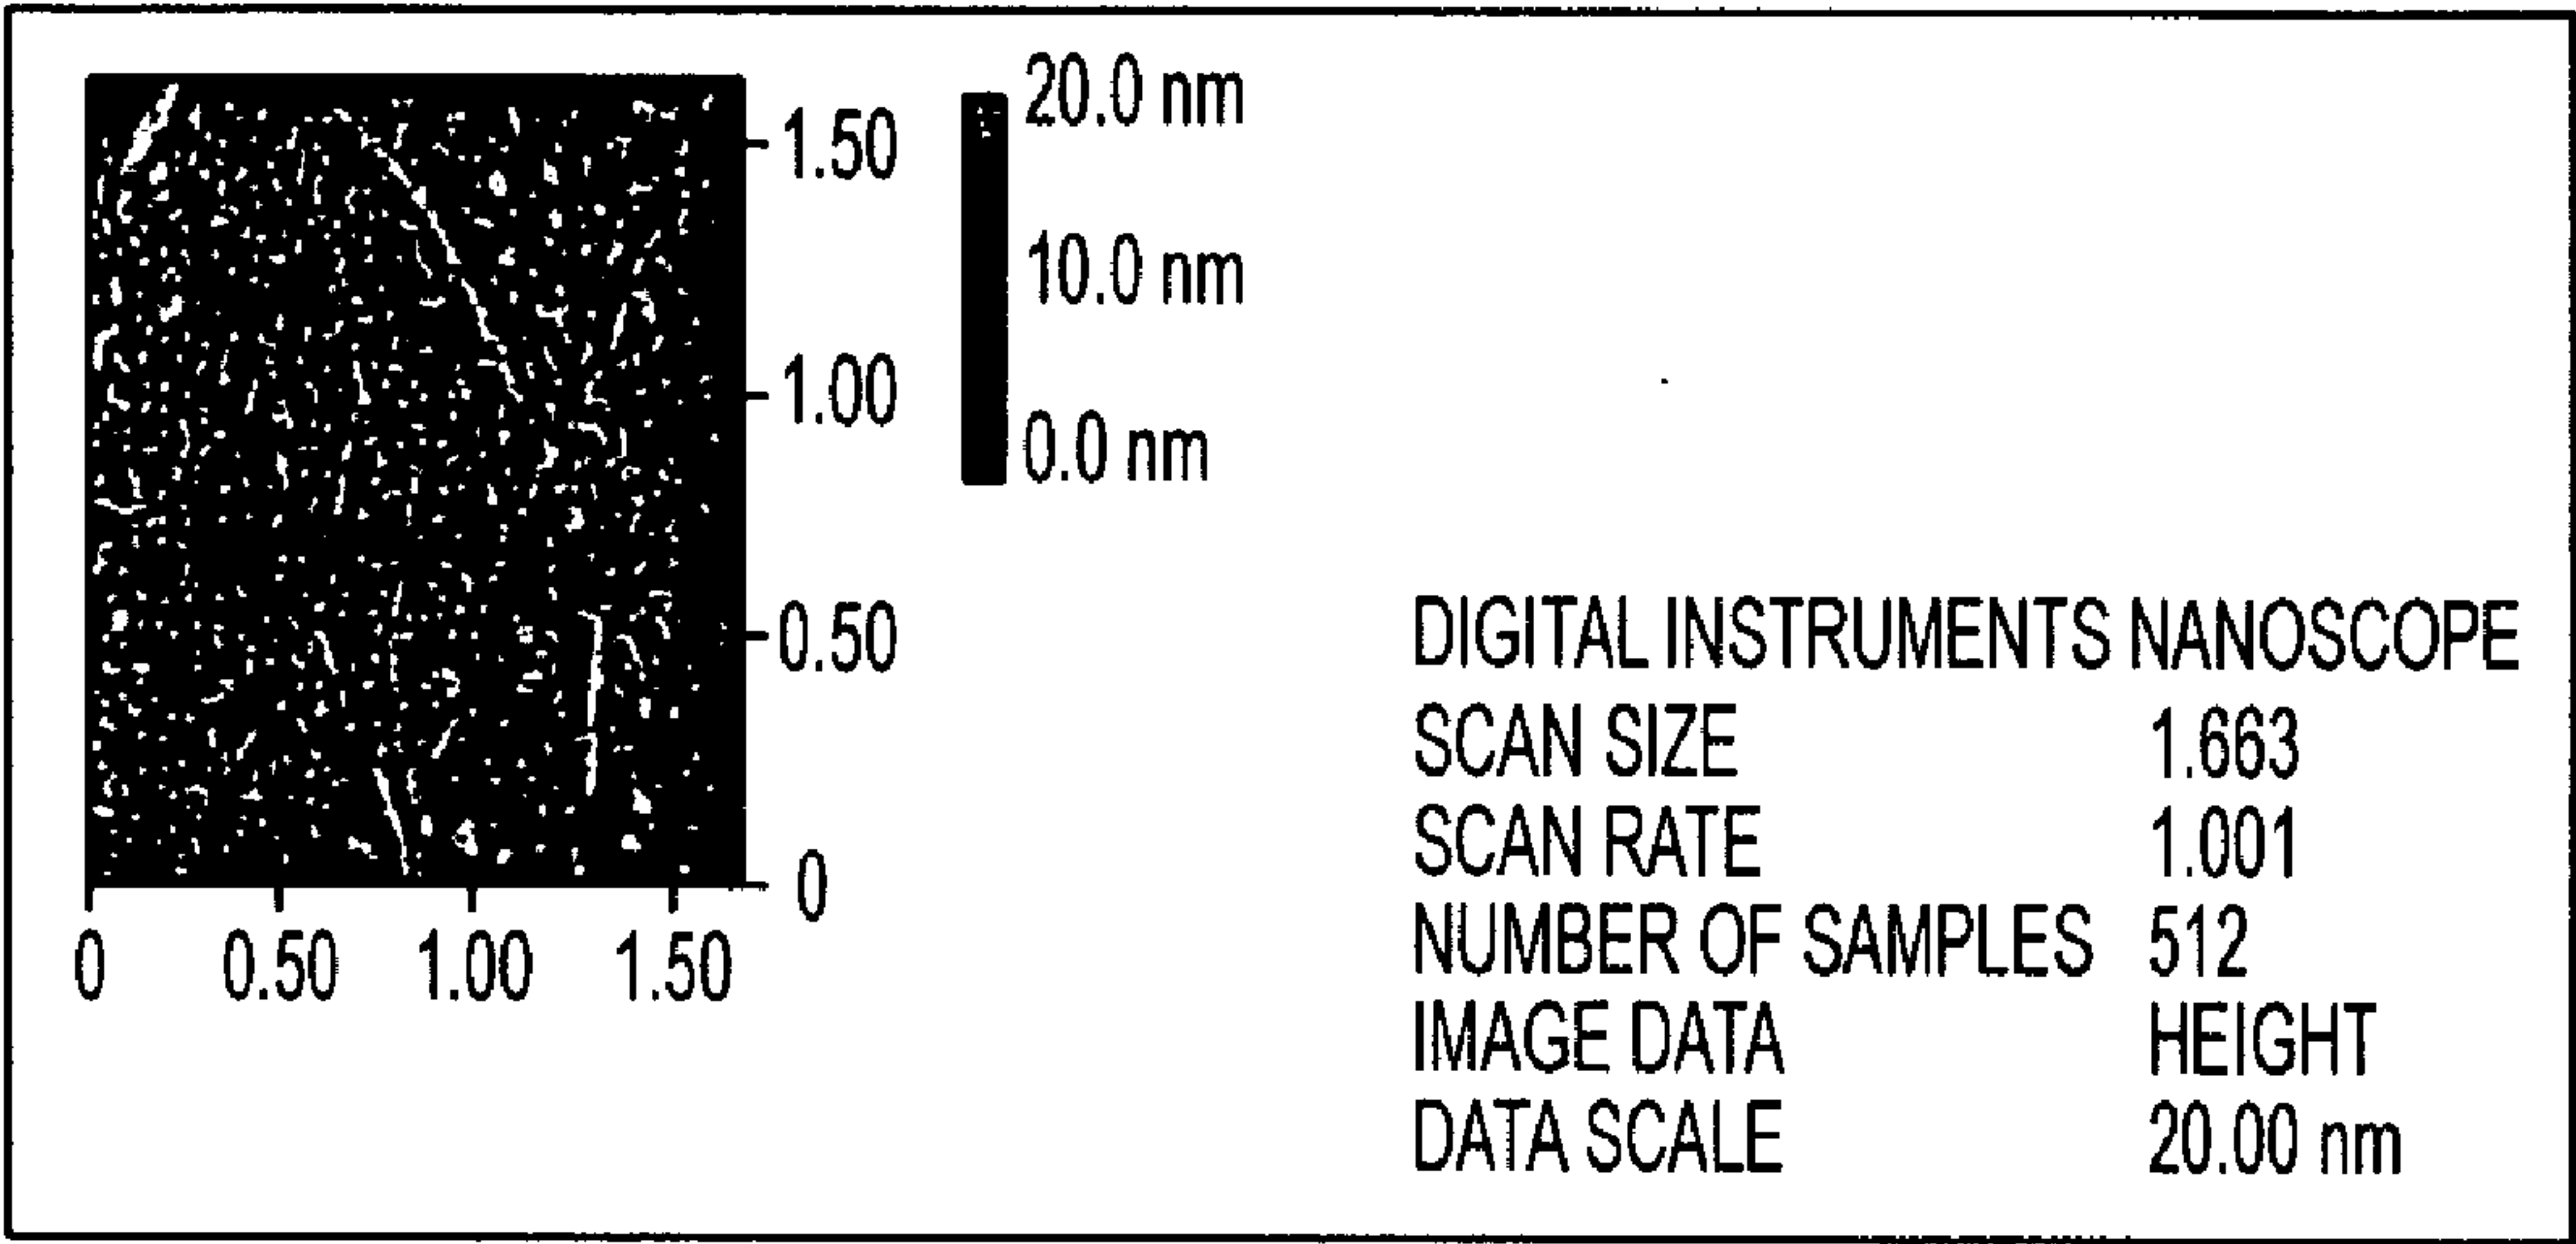 20.0 nm
10.0 nm
0.0 nm
1.50
1.00
0.50
0
0 0.50 1.00 1.50
DIGITAL INSTRUMENTS NANOSCOPE
SCAN SIZE 1.663
SCAN RATE 1.001
NUMBER OF SAMPLES 512
IMAGE DATA HEIGHT
DATA SCALE 20.00 nm